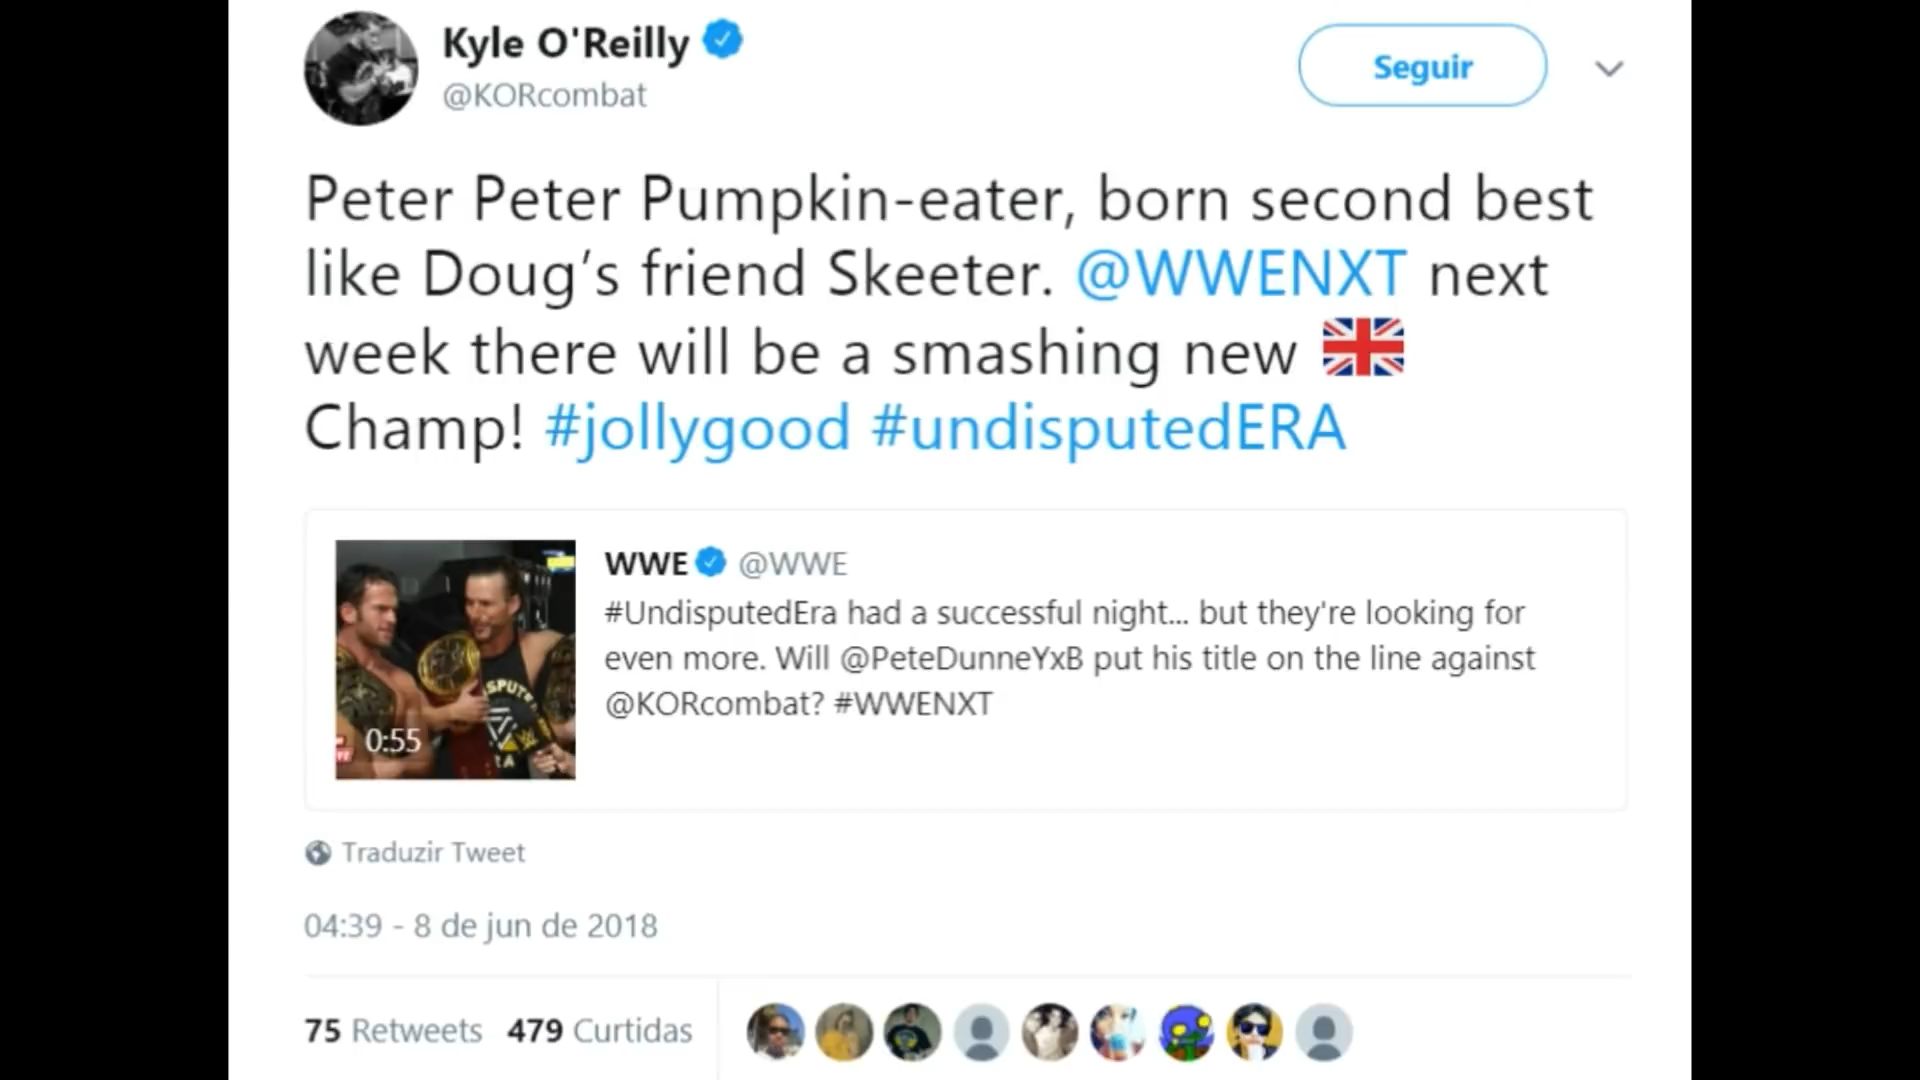 Kyle O'Reilly
@KORcombat
Seguir
Peter Peter Pumpkin-eater, born second best
like Doug’s friend Skeeter. @WWENXT next
week there will be a smashing new 🇬🇧
Champ! #jollygood #undisputedERA
WWE @WWE
#UndisputedEra had a successful night... but they're looking for
even more. Will @PeteDunneYxB put his title on the line against
@KORcombat? #WWENXT
0:55
Traduzir Tweet
04:39 - 8 de jun de 2018
75 Retweets 479 Curtidas